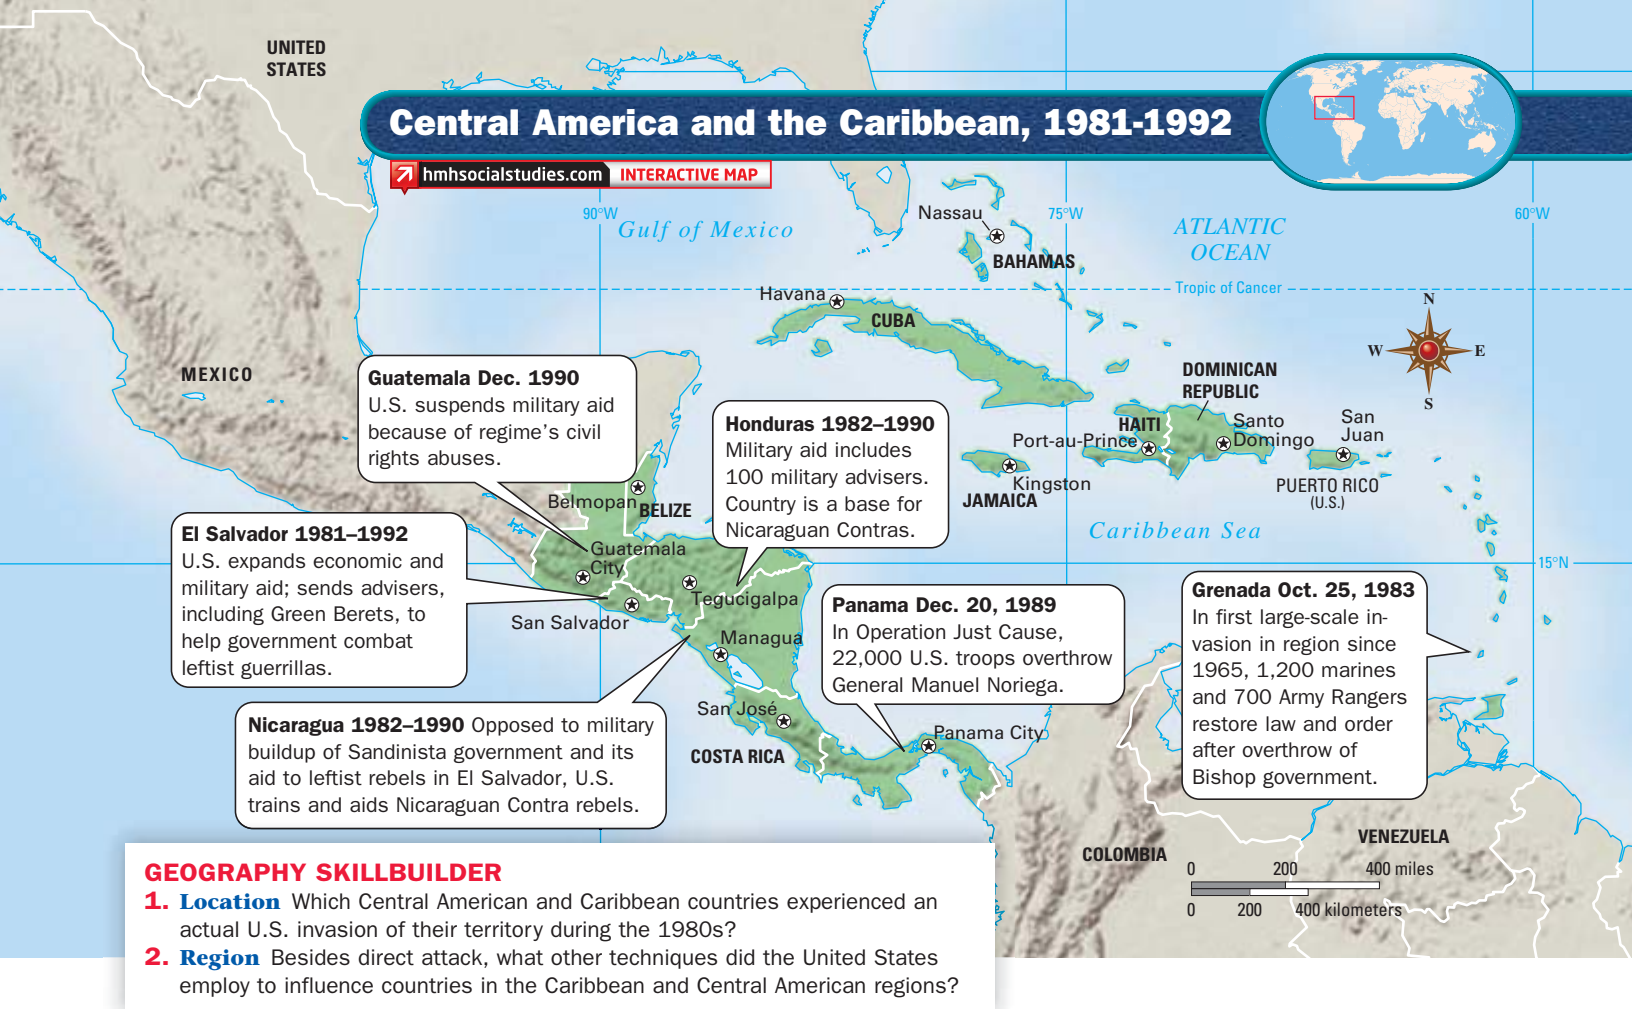 UNITED
STATES
Central America and the Caribbean, 1981-1992
hmhsocialstudies.com INTERACTIVE MAP
90°W
75°W
60°W
Gulf of Mexico
ATLANTIC
OCEAN
Nassau
BAHAMAS
Tropic of Cancer
Havana
CUBA
N
W
E
S
MEXICO
Guatemala Dec. 1990
U.S. suspends military aid
because of regime's civil
rights abuses.
Honduras 1982–1990
Military aid includes
100 military advisers.
Country is a base for
Nicaraguan Contras.
DOMINICAN
REPUBLIC
HAITI
Port-au-Prince
Santo
Domingo
San
Juan
PUERTO RICO
(U.S.)
Kingston
JAMAICA
Caribbean Sea
15°N
Belmopan
BELIZE
El Salvador 1981–1992
U.S. expands economic and
military aid; sends advisers,
including Green Berets, to
help government combat
leftist guerrillas.
Guatemala
City
Tegucigalpa
San Salvador
Managua
Panama Dec. 20, 1989
In Operation Just Cause,
22,000 U.S. troops overthrow
General Manuel Noriega.
Grenada Oct. 25, 1983
In first large-scale in-
vasion in region since
1965, 1,200 marines
and 700 Army Rangers
restore law and order
after overthrow of
Bishop government.
Nicaragua 1982–1990 Opposed to military
buildup of Sandinista government and its
aid to leftist rebels in El Salvador, U.S.
trains and aids Nicaraguan Contra rebels.
San José
COSTA RICA
Panama City
COLOMBIA
VENEZUELA
0 200 400 miles
0 200 400 kilometers
GEOGRAPHY SKILLBUILDER
1. Location Which Central American and Caribbean countries experienced an
actual U.S. invasion of their territory during the 1980s?
2. Region Besides direct attack, what other techniques did the United States
employ to influence countries in the Caribbean and Central American regions?